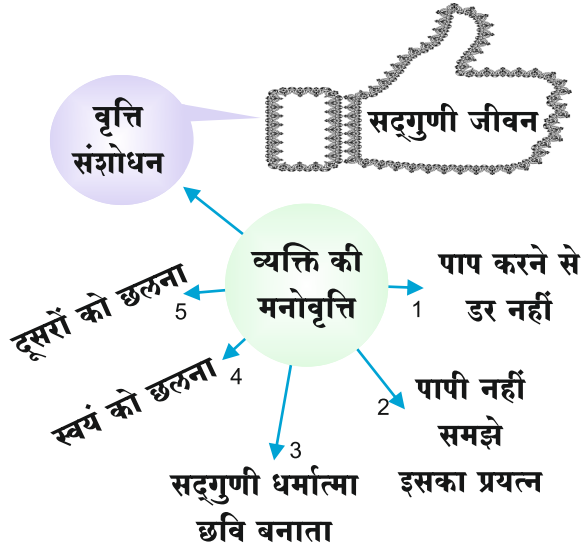 सद्‌गुणी जीवन
वृत्ति
संशोधन
व्यक्ति की
मनोवृत्ति
1
पाप करने से
डर नहीं
2
पापी नहीं
समझे
इसका प्रयत्न
3
सद्‌गुणी धर्मात्मा
छवि बनाता
4
स्वयं को छलना
5
दूसरों को छलना